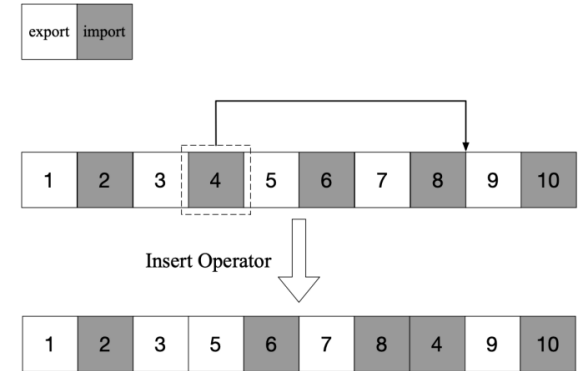 export import
1 2 3 4 5 6 7 8 9 10
Insert Operator
1 2 3 5 6 7 8 4 9 10